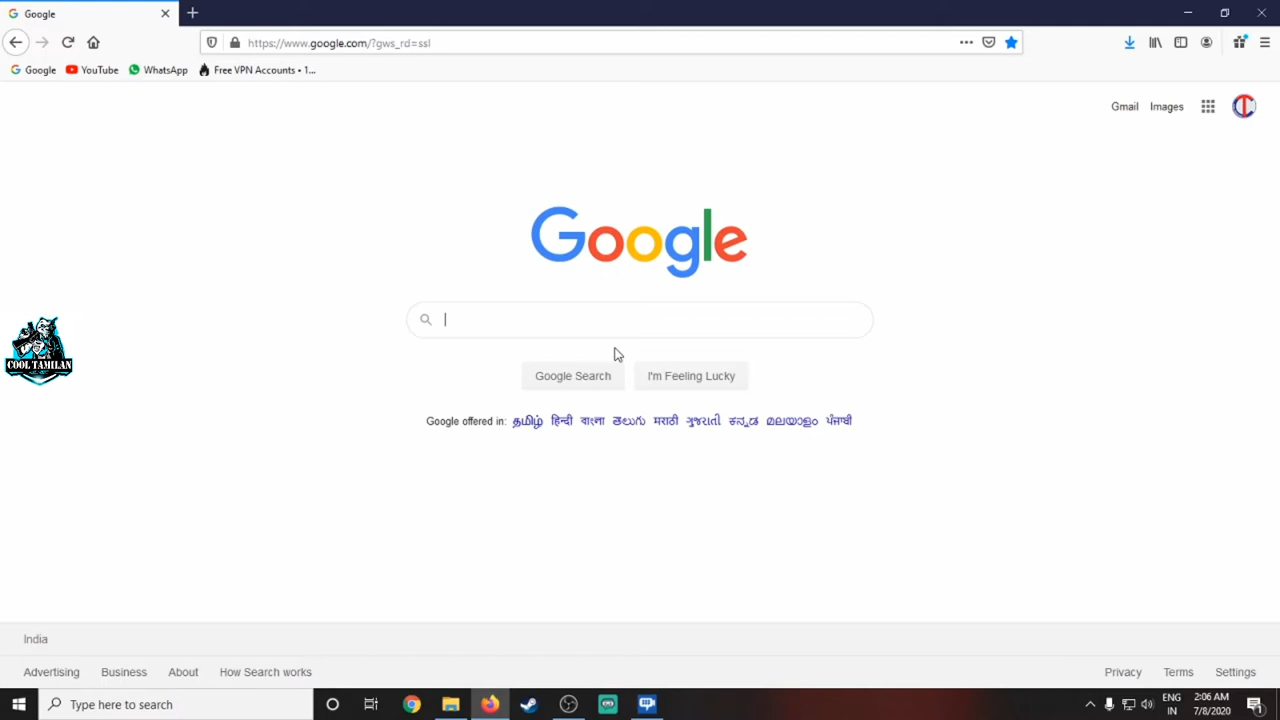 Google
https://www.google.com/?gws_rd=ssl
Google YouTube WhatsApp Free VPN Accounts • 1...
Gmail Images
Google
COOL TAMILAN
Google Search I'm Feeling Lucky
Google offered in: தமிழ் हिन्दी বাংলা తెలుగు मराठी ગુજરાતી ಕನ್ನಡ മലയാളം ਪੰਜਾਬੀ
India
Advertising Business About How Search works Privacy Terms Settings
Type here to search
ENG 2:06 AM
IN 7/8/2020
1